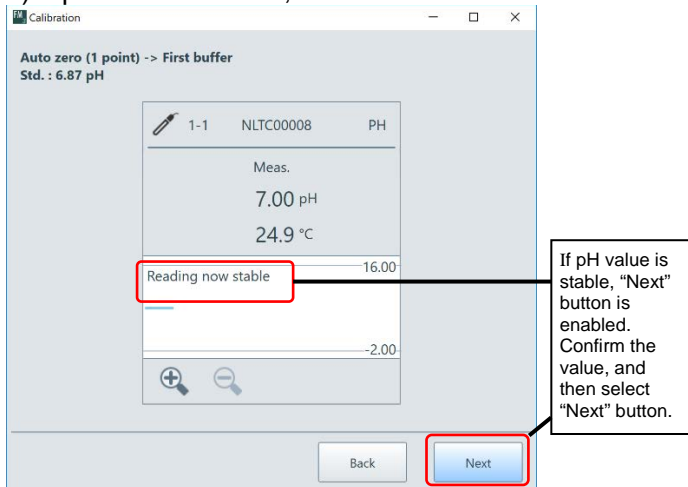 Calibration
Auto zero (1 point) -> First buffer
Std. : 6.87 pH
1-1 NLTC00008 PH
Meas.
7.00 pH
24.9 °C
Reading now stable
16.00
-2.00
Back
Next
If pH value is
stable, “Next”
button is
enabled.
Confirm the
value, and
then select
“Next” button.